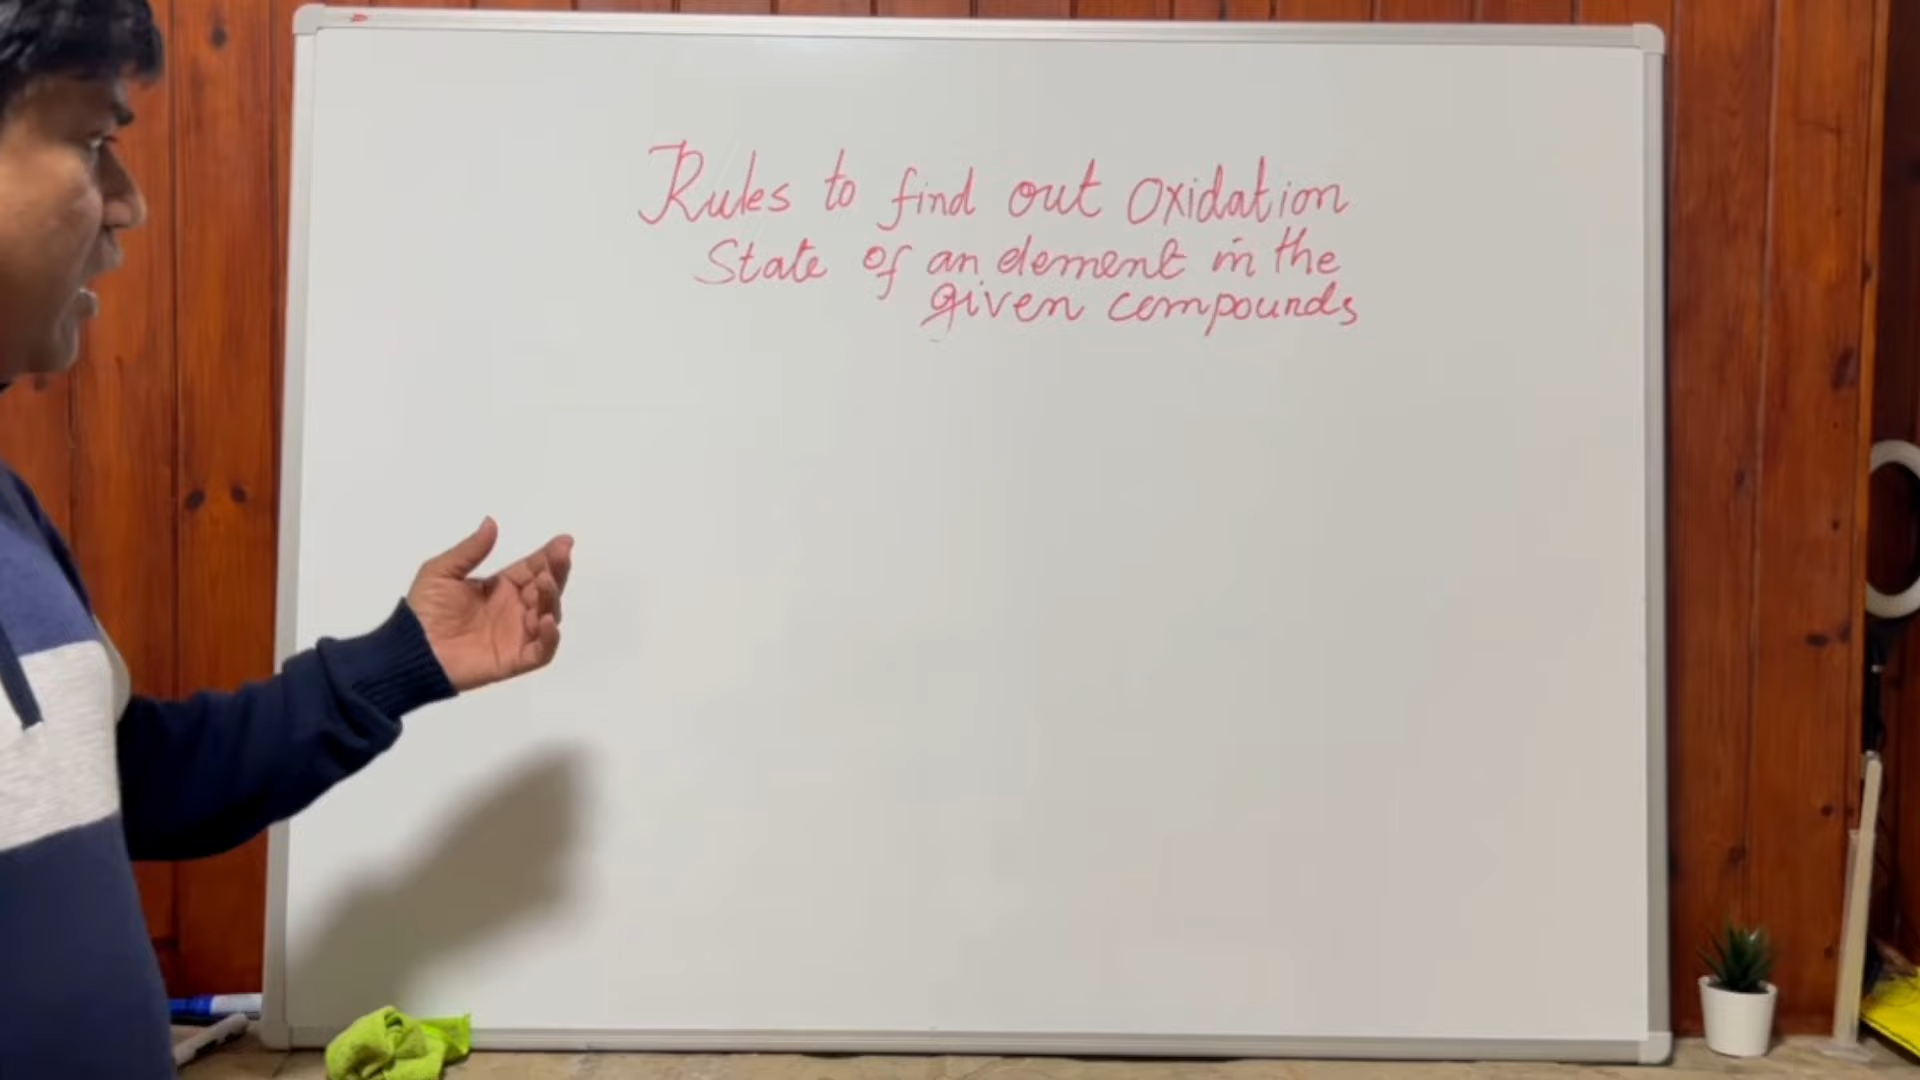 Rules to find out Oxidation
State of an element in the
given compounds